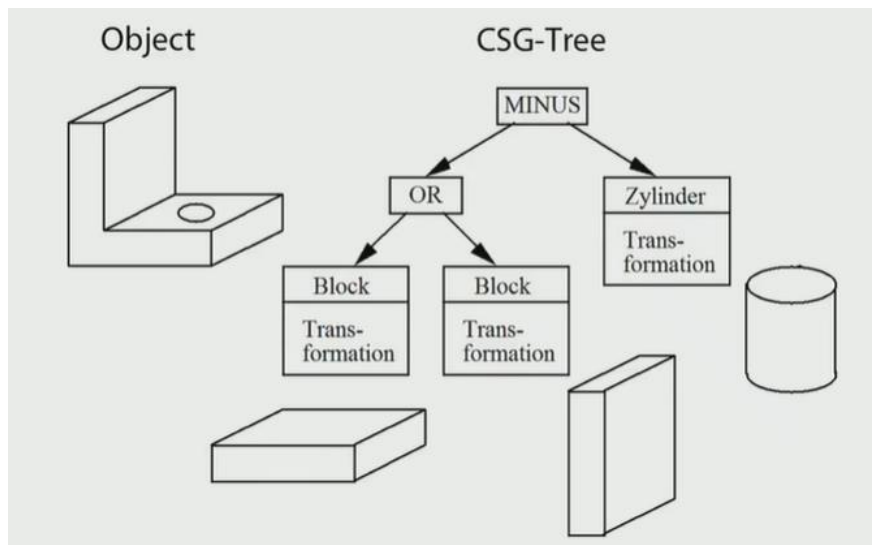 Object
CSG-Tree
MINUS
OR
Zylinder
Trans-
formation
Block
Trans-
formation
Block
Trans-
formation